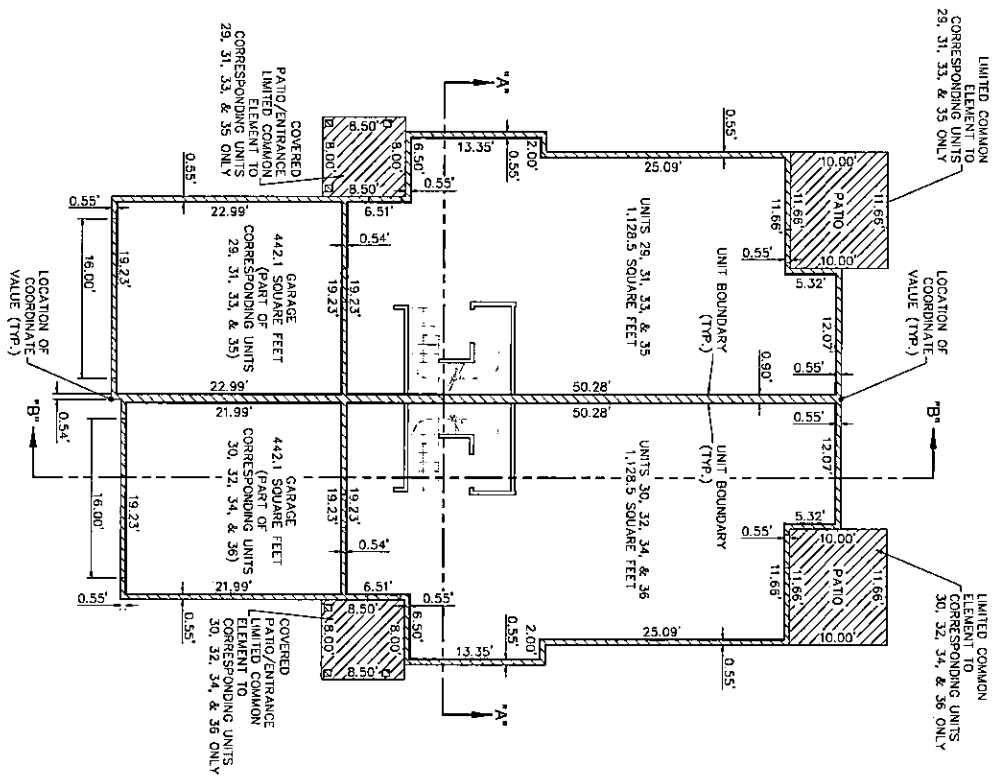 LIMITED COMMON
ELEMENT TO
CORRESPONDING UNITS
29, 31, 33, & 35 ONLY
10.00'
11.66'
PATIO
11.66'
10.00'
0.55'
5.32'
12.07'
0.55'
LOCATION OF
COORDINATE
VALUE (TYP.)
0.55'
12.07'
5.32'
0.55'
10.00'
11.66'
PATIO
11.66'
10.00'
LIMITED COMMON
ELEMENT TO
CORRESPONDING UNITS
30, 32, 34, & 36 ONLY
"B"
0.55'
25.09'
UNITS 29, 31, 33, & 35
1,128.5 SQUARE FEET
UNIT BOUNDARY
(TYP.)
0.90'
50.28'
50.28'
UNIT BOUNDARY
(TYP.)
UNITS 30, 32, 34, & 36
1,128.5 SQUARE FEET
25.09'
0.55'
"A"
2.00'
0.55'
13.35'
6.50'
0.55'
6.51'
2.00'
0.55'
13.35'
6.50'
0.55'
6.51'
"A"
COVERED
PATIO/ENTRANCE
LIMITED COMMON
ELEMENT TO
CORRESPONDING UNITS
29, 31, 33, & 35 ONLY
8.50'
8.00'
8.00'
8.50'
0.54'
19.23'
19.23'
0.54'
8.50'
8.00'
8.00'
8.50'
COVERED
PATIO/ENTRANCE
LIMITED COMMON
ELEMENT TO
CORRESPONDING UNITS
30, 32, 34, & 36 ONLY
0.55'
22.99'
GARAGE
442.1 SQUARE FEET
(PART OF
CORRESPONDING UNITS
29, 31, 33, & 35)
22.99'
21.99'
GARAGE
442.1 SQUARE FEET
(PART OF
CORRESPONDING UNITS
30, 32, 34, & 36)
21.99'
0.55'
0.55'
19.23'
16.00'
LOCATION OF
COORDINATE
VALUE (TYP.)
0.54'
19.23'
16.00'
0.55'
"B"